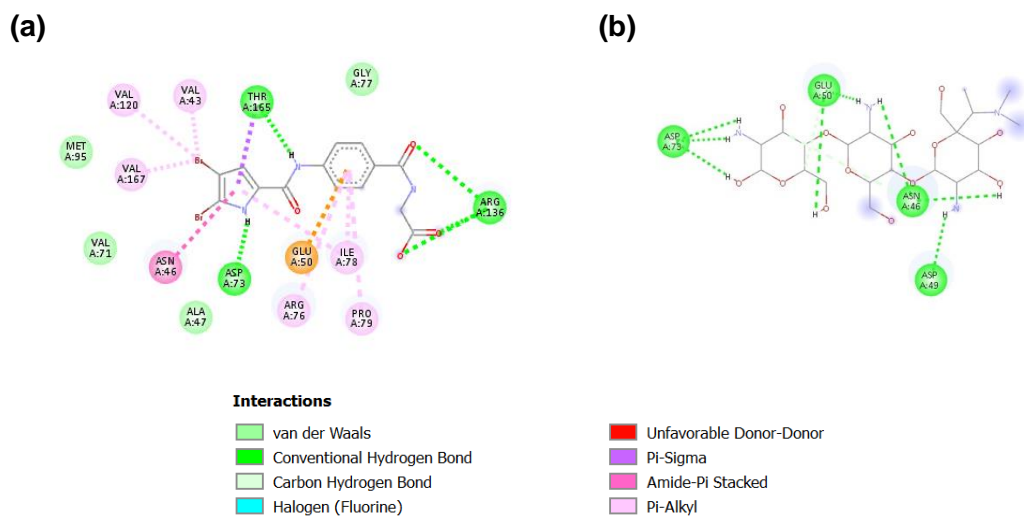 (a)
(b)
GLY
A:77
VAL
A:120
VAL
A:43
THR
A:165
MET
A:95
VAL
A:167
Br
H
N
O
O
N
Br
N
H
O
O
ARG
A:136
VAL
A:71
ASN
A:46
ASP
A:73
GLU
A:50
ILE
A:78
ALA
A:47
ARG
A:76
PRO
A:79
GLU
A:50
ASP
A:73
ASN
A:46
ASP
A:49
Interactions
van der Waals
Conventional Hydrogen Bond
Carbon Hydrogen Bond
Halogen (Fluorine)
Unfavorable Donor-Donor
Pi-Sigma
Amide-Pi Stacked
Pi-Alkyl